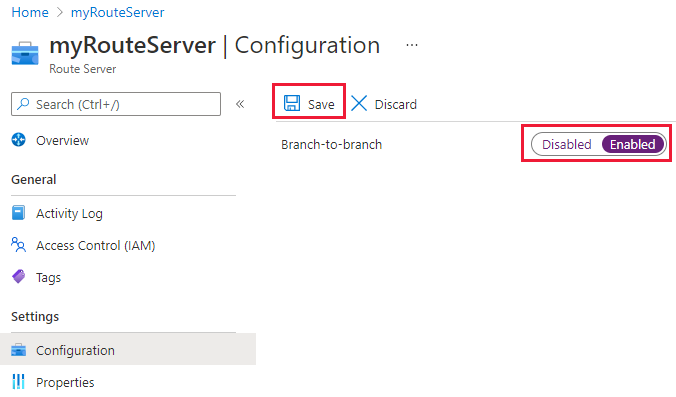 Home > myRouteServer
myRouteServer | Configuration ...
Route Server
Search (Ctrl+/) «
Save Discard
Branch-to-branch Disabled Enabled
Overview
General
Activity Log
Access Control (IAM)
Tags
Settings
Configuration
Properties